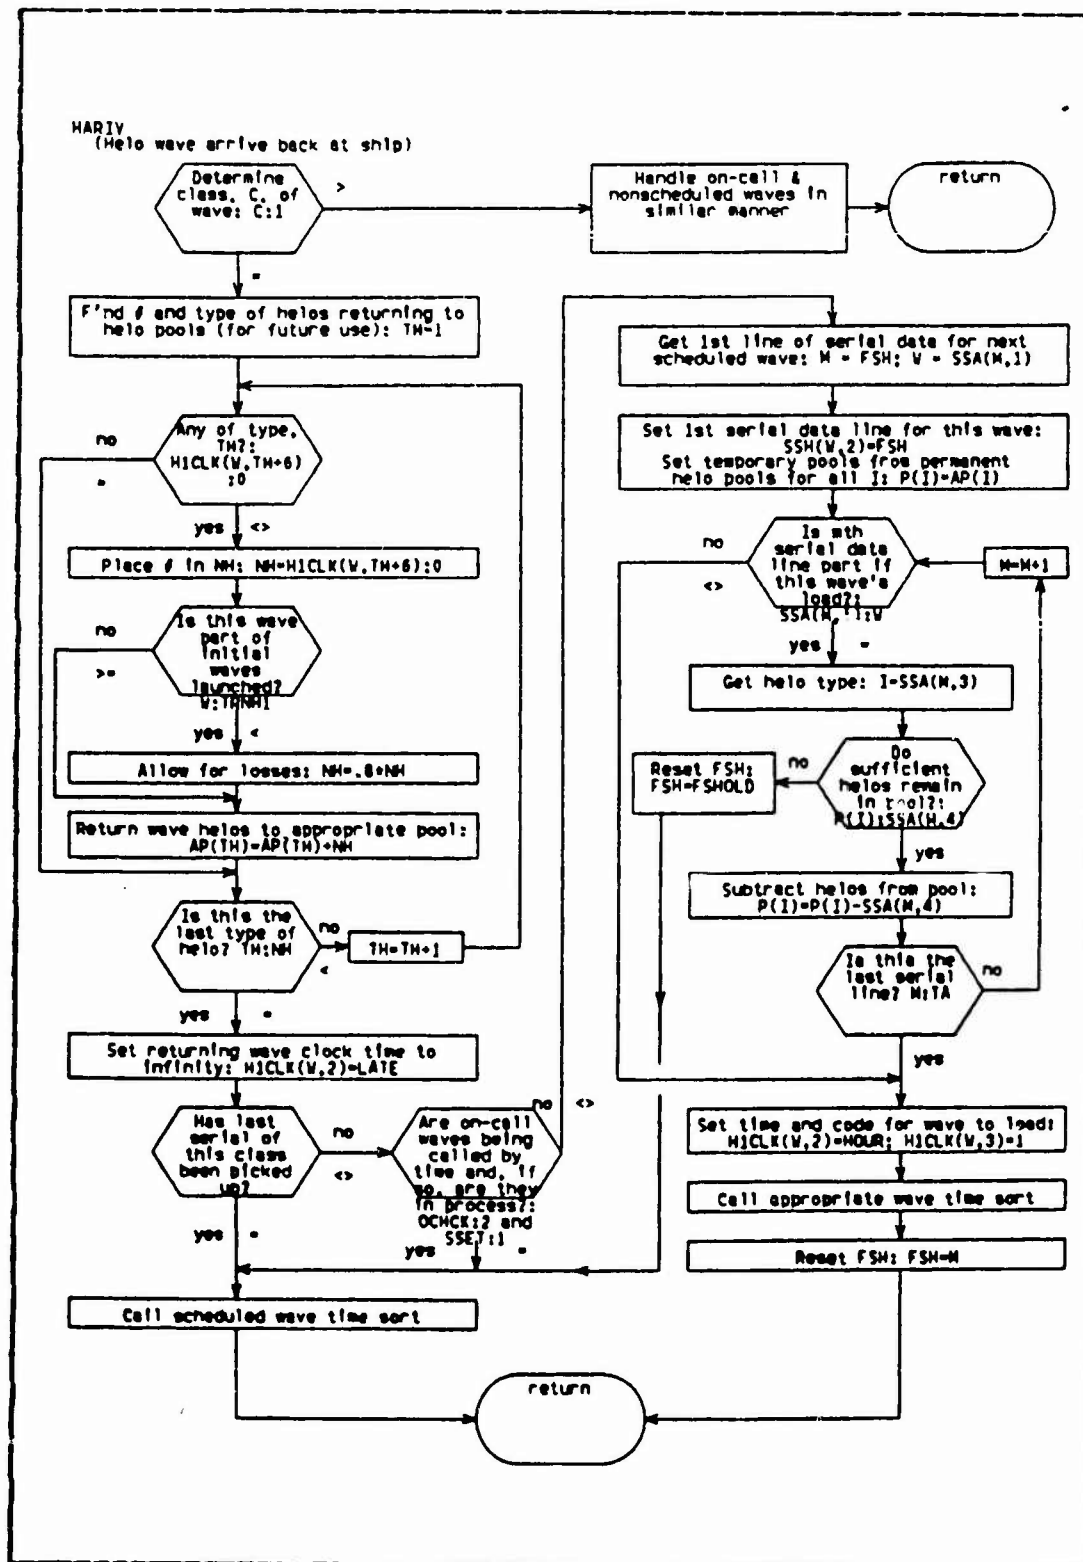 HARIV
(Helo wave arrive back at ship)
Determine
class, C, of
wave: C:1
>
Handle on-call &
nonscheduled waves in
similar manner
return
=
F'nd # and type of helos returning to
helo pools (for future use): TH=1
Any of type,
TH?:
H1CLK(W,TH+6)
:0
no
=
yes <>
Place # in NH: NH=H1CLK(W,TH+6):0
Is this wave
part of
initial
waves
launched?
W:TRNH1
no
>=
yes <
Allow for losses: NH=.8*NH
Return wave helos to appropriate pool:
AP(TH)=AP(TH)+NH
Is this the
last type of
helo? TH:NH
no
<
TH=TH+1
yes =
Set returning wave clock time to
infinity: H1CLK(W,2)=LATE
Has last
serial of
this class
been picked
up?
no
<>
yes =
Are on-call
waves being
called by
time and, if
so, are they
in process?:
OCHCK:2 and
SSET:1
no <>
yes =
Call scheduled wave time sort
Get 1st line of serial data for next
scheduled wave: M = FSH; W = SSA(M,1)
Set 1st serial data line for this wave:
SSH(W,2)=FSH
Set temporary pools from permanent
helo pools for all I: P(I)=AP(I)
Is mth
serial data
line part if
this wave's
load?:
SSA(M, ):W
no
<>
M=M+1
yes =
Get helo type: I=SSA(M,3)
Do
sufficient
helos remain
in pool?:
P(I):SSA(M,4)
no
Reset FSH:
FSH=FSHOLD
yes
Subtract helos from pool:
P(I)=P(I)-SSA(M,4)
Is this the
last serial
line? M:TA
no
yes
Set time and code for wave to load:
H1CLK(W,2)=HOUR; H1CLK(W,3)=1
Call appropriate wave time sort
Reset FSH: FSH=M
return